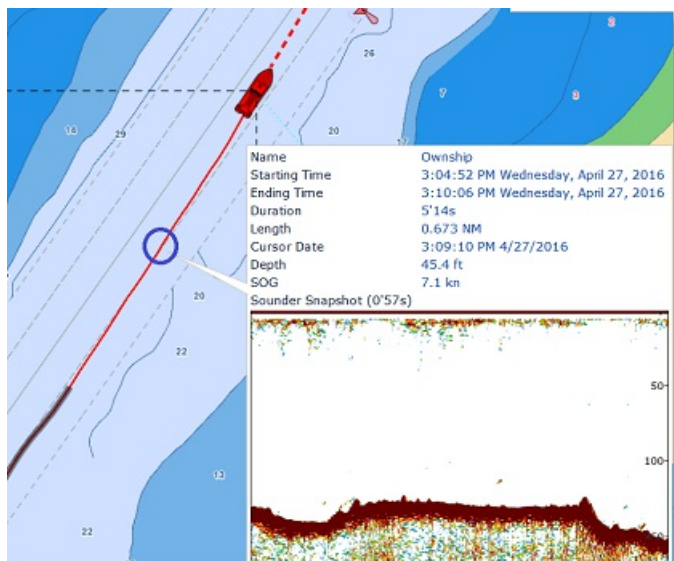 2
26
7
3
14
29
20
17
Name Ownship
Starting Time 3:04:52 PM Wednesday, April 27, 2016
Ending Time 3:10:06 PM Wednesday, April 27, 2016
Duration 5'14s
Length 0.673 NM
Cursor Date 3:09:10 PM 4/27/2016
Depth 45.4 ft
SOG 7.1 kn
Sounder Snapshot (0'57s)
20
22
50
100
13
22